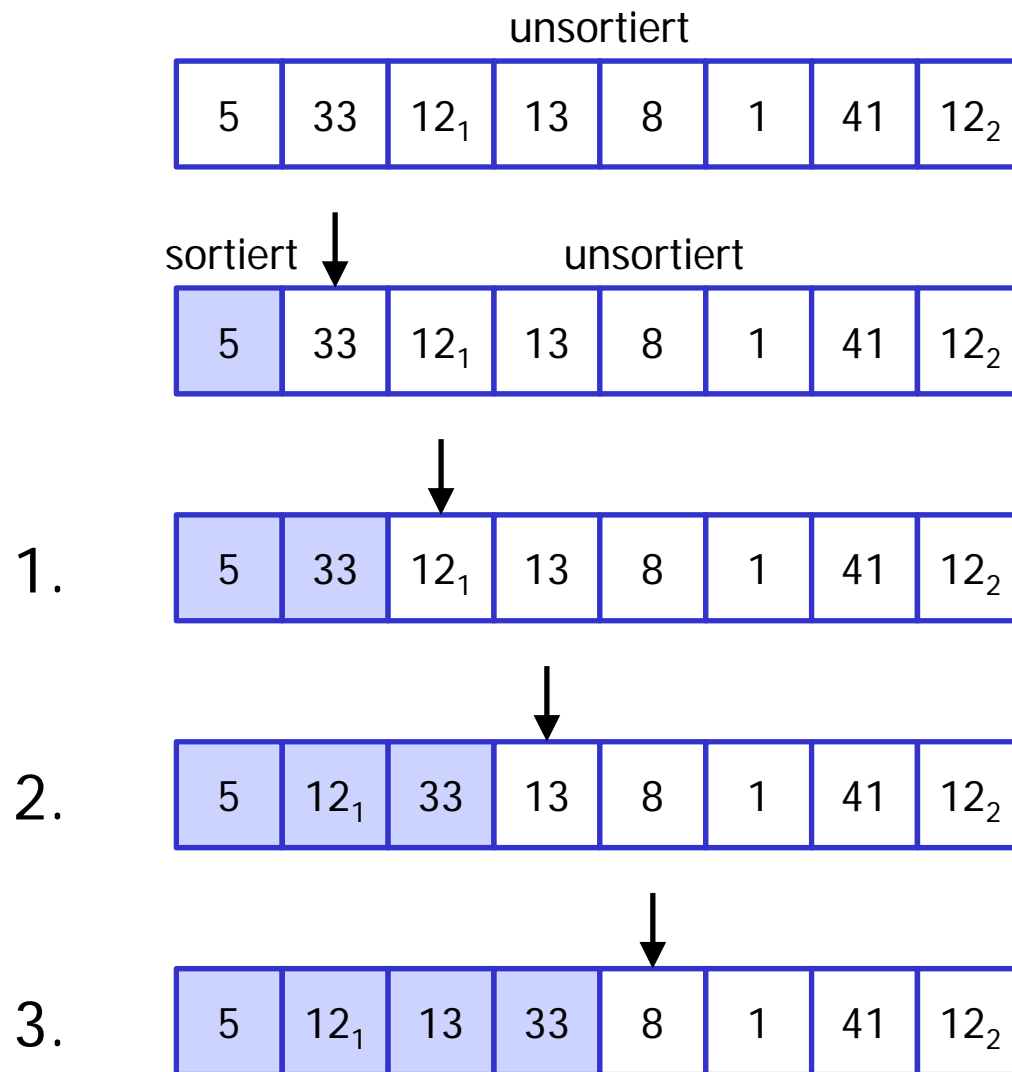 unsortiert
5 33 12₁ 13 8 1 41 12₂
sortiert unsortiert
5 33 12₁ 13 8 1 41 12₂
1. 5 33 12₁ 13 8 1 41 12₂
2. 5 12₁ 33 13 8 1 41 12₂
3. 5 12₁ 13 33 8 1 41 12₂